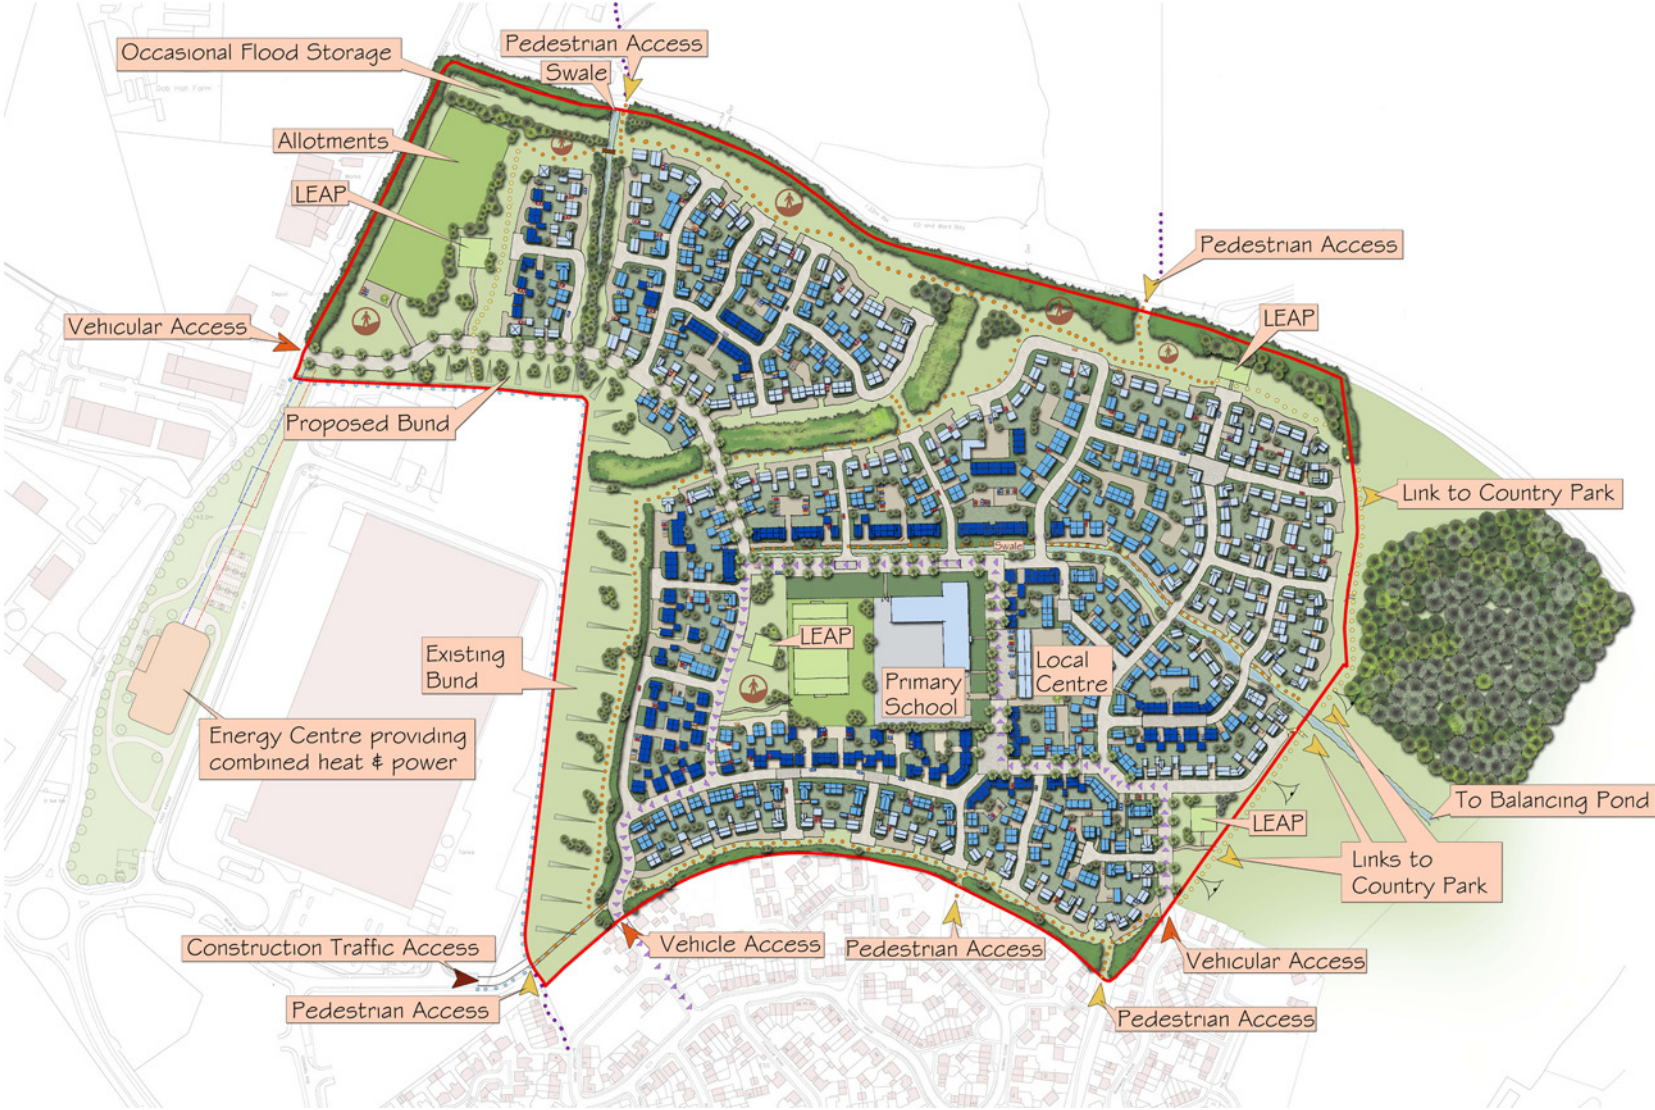 Pedestrian Access
Occasional Flood Storage
Swale
Allotments
LEAP
Pedestrian Access
LEAP
Vehicular Access
Proposed Bund
Link to Country Park
Swale
LEAP
Existing
Bund
Primary
School
Local
Centre
Energy Centre providing
combined heat & power
To Balancing Pond
LEAP
Links to
Country Park
Construction Traffic Access
Vehicle Access
Pedestrian Access
Vehicular Access
Pedestrian Access
Pedestrian Access